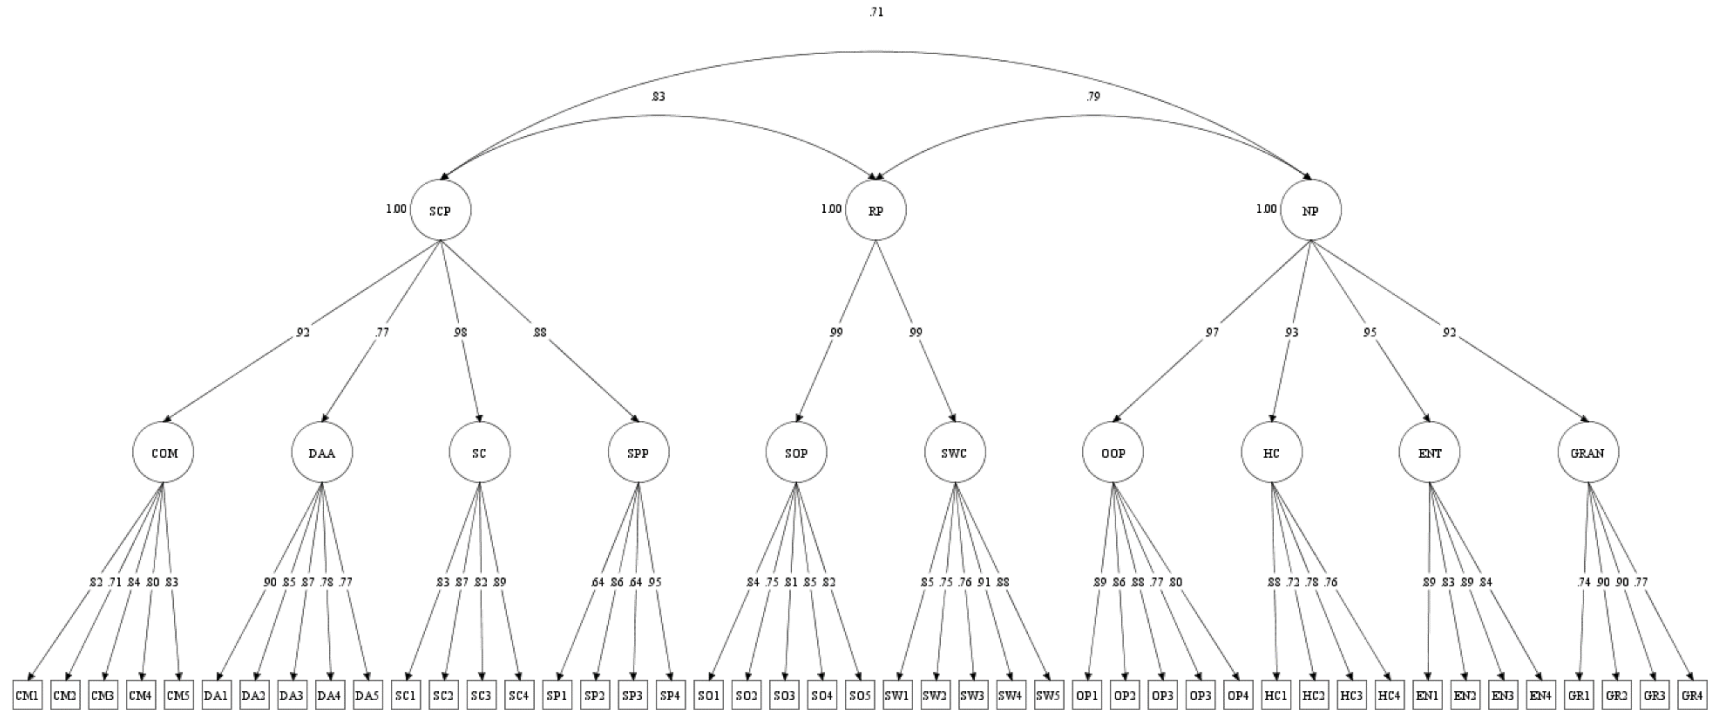 .71
.83 .79
1.00 SCP 1.00 RP 1.00 NP
.92 .77 .98 .88 .99 .99 .97 .93 .95 .92
COM DAA SC SPP SOP SWC OOP HC ENT GRAN
.82 .71 .84 .80 .83 .90 .85 .87 .78 .77 .83 .87 .82 .89 .64 .86 .64 .95 .84 .75 .81 .85 .82 .85 .75 .76 .91 .88 .89 .86 .88 .77 .80 .88 .72 .78 .76 .89 .83 .89 .84 .74 .90 .90 .77
CM1 CM2 CM3 CM4 CM5 DA1 DA2 DA3 DA4 DA5 SC1 SC2 SC3 SC4 SP1 SP2 SP3 SP4 SO1 SO2 SO3 SO4 SO5 SW1 SW2 SW3 SW4 SW5 OP1 OP2 OP3 OP3 OP4 HC1 HC2 HC3 HC4 EN1 EN2 EN3 EN4 GR1 GR2 GR3 GR4